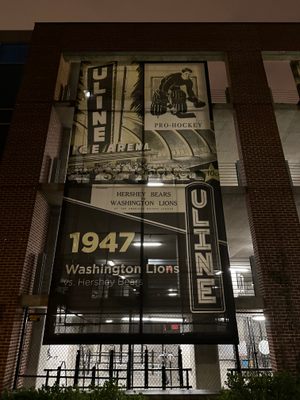 ULINE
ICE ARENA
PRO-HOCKEY
HERSHEY BEARS
WASHINGTON LIONS
ULINE
1947
Washington Lions
vs. Hershey Bears